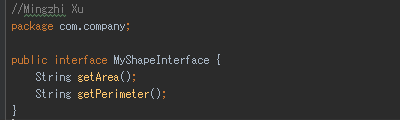 //Mingzhi Xu
package com.company;
public interface MyShapeInterface {
    String getArea();
    String getPerimeter();
}